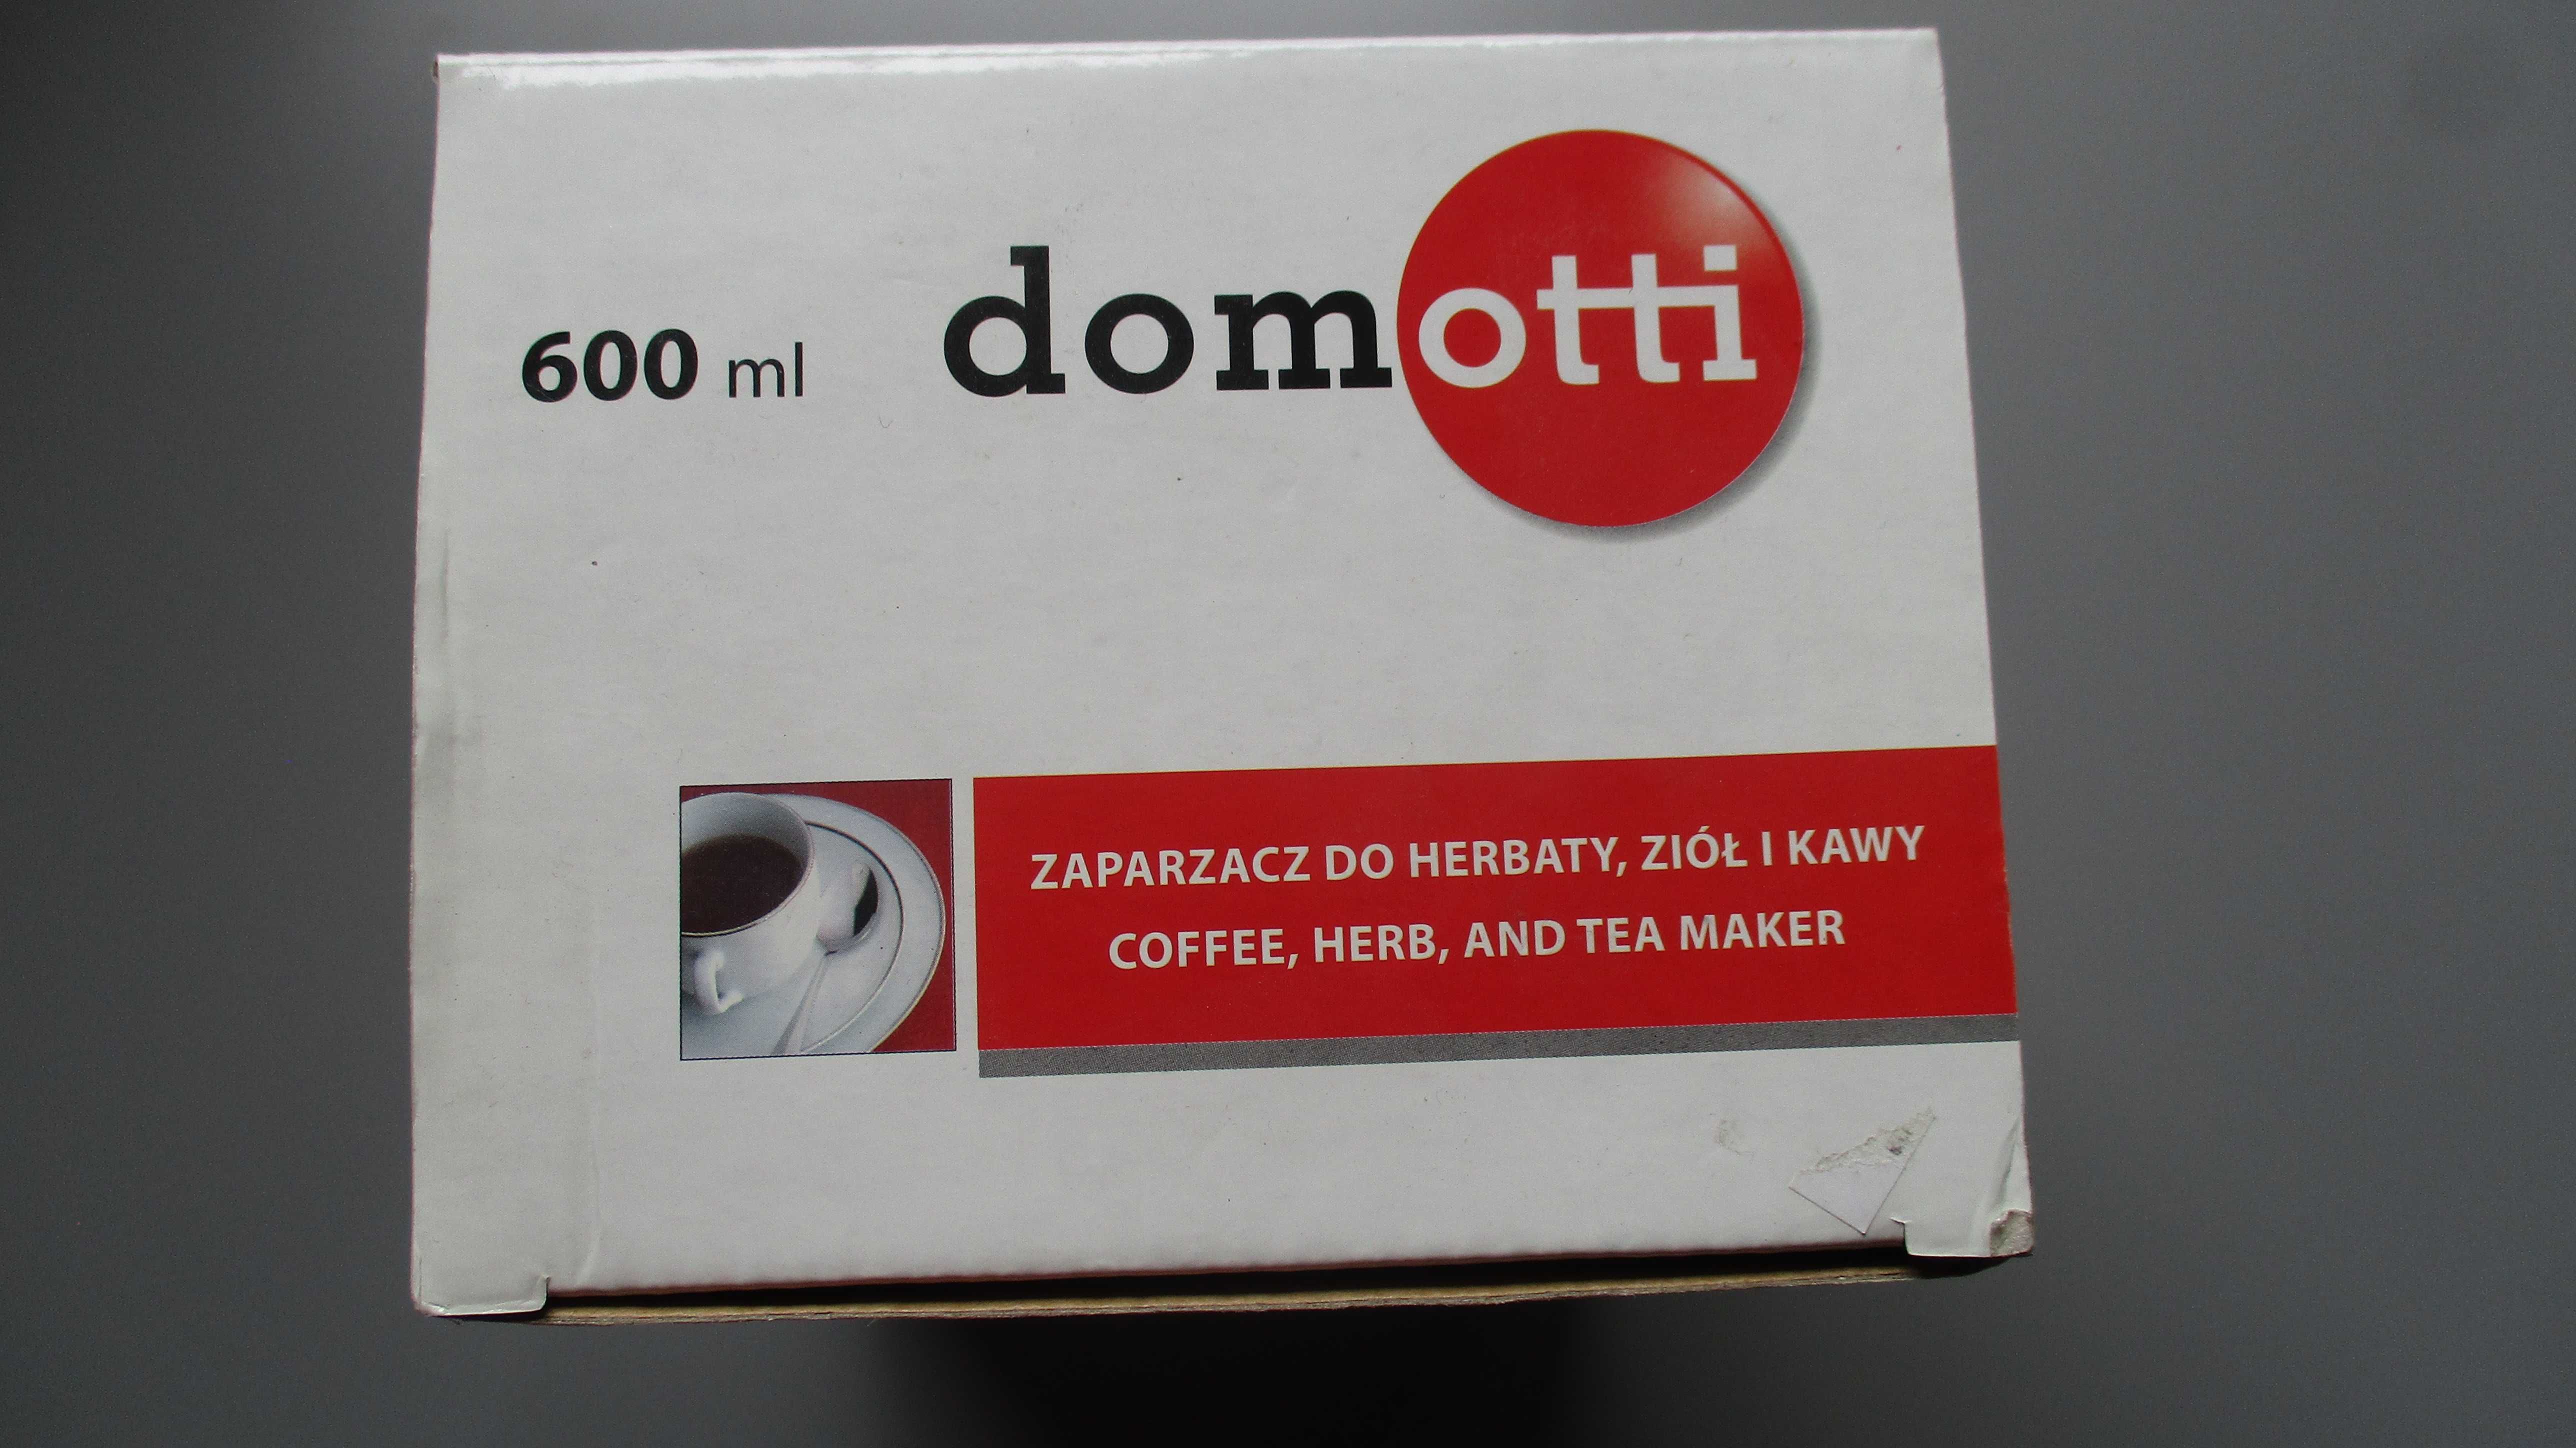 600 ml
domotti
ZAPARZACZ DO HERBATY, ZIÓŁ I KAWY
COFFEE, HERB, AND TEA MAKER